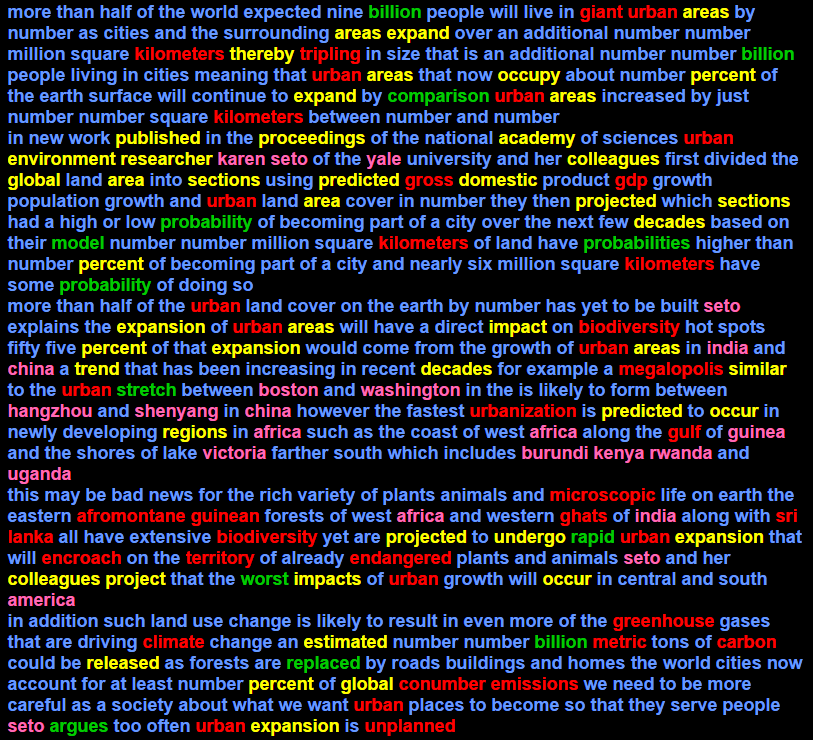 more than half of the world expected nine billion people will live in giant urban areas by
number as cities and the surrounding areas expand over an additional number number
million square kilometers thereby tripling in size that is an additional number number billion
people living in cities meaning that urban areas that now occupy about number percent of
the earth surface will continue to expand by comparison urban areas increased by just
number number square kilometers between number and number
in new work published in the proceedings of the national academy of sciences urban
environment researcher karen seto of the yale university and her colleagues first divided the
global land area into sections using predicted gross domestic product gdp growth
population growth and urban land area cover in number they then projected which sections
had a high or low probability of becoming part of a city over the next few decades based on
their model number number million square kilometers of land have probabilities higher than
number percent of becoming part of a city and nearly six million square kilometers have
some probability of doing so
more than half of the urban land cover on the earth by number has yet to be built seto
explains the expansion of urban areas will have a direct impact on biodiversity hot spots
fifty five percent of that expansion would come from the growth of urban areas in india and
china a trend that has been increasing in recent decades for example a megalopolis similar
to the urban stretch between boston and washington in the is likely to form between
hangzhou and shenyang in china however the fastest urbanization is predicted to occur in
newly developing regions in africa such as the coast of west africa along the gulf of guinea
and the shores of lake victoria farther south which includes burundi kenya rwanda and
uganda
this may be bad news for the rich variety of plants animals and microscopic life on earth the
eastern afromontane guinean forests of west africa and western ghats of india along with sri
lanka all have extensive biodiversity yet are projected to undergo rapid urban expansion that
will encroach on the territory of already endangered plants and animals seto and her
colleagues project that the worst impacts of urban growth will occur in central and south
america
in addition such land use change is likely to result in even more of the greenhouse gases
that are driving climate change an estimated number number billion metric tons of carbon
could be released as forests are replaced by roads buildings and homes the world cities now
account for at least number percent of global conumber emissions we need to be more
careful as a society about what we want urban places to become so that they serve people
seto argues too often urban expansion is unplanned